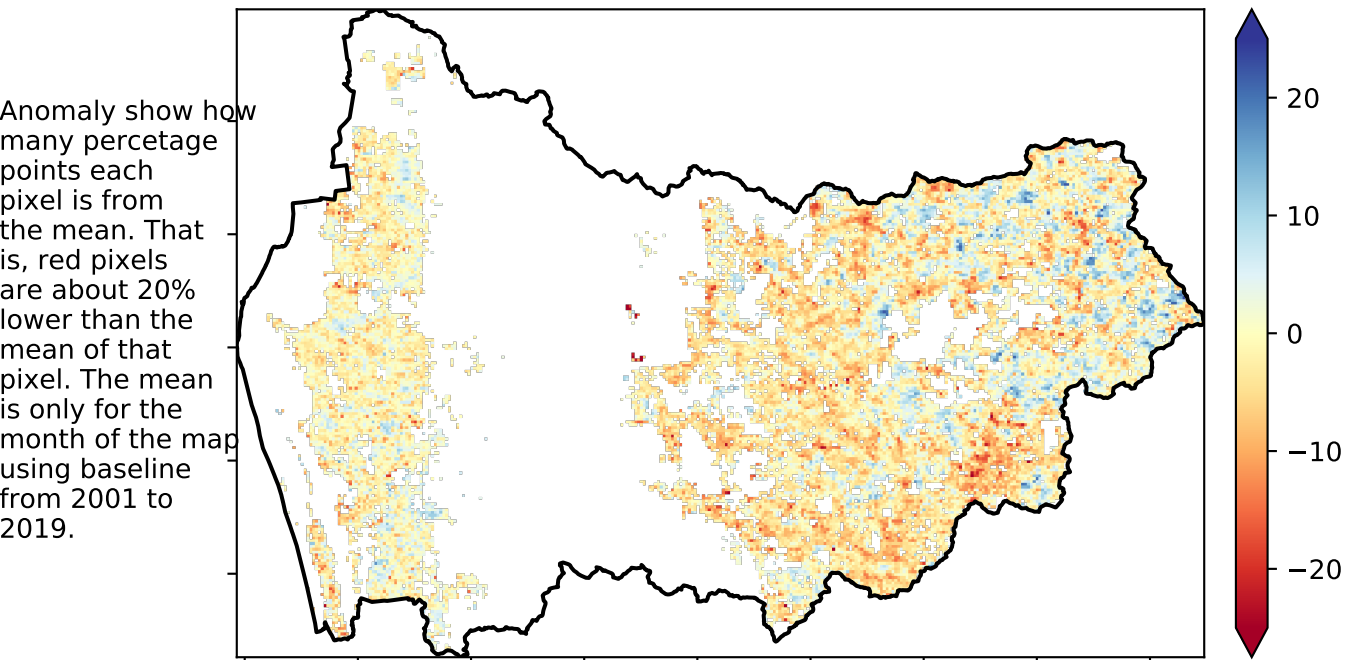 Anomaly show how
many percetage
points each
pixel is from
the mean. That
is, red pixels
are about 20%
lower than the
mean of that
pixel. The mean
is only for the
month of the map
using baseline
from 2001 to
2019.
20
10
0
−10
−20